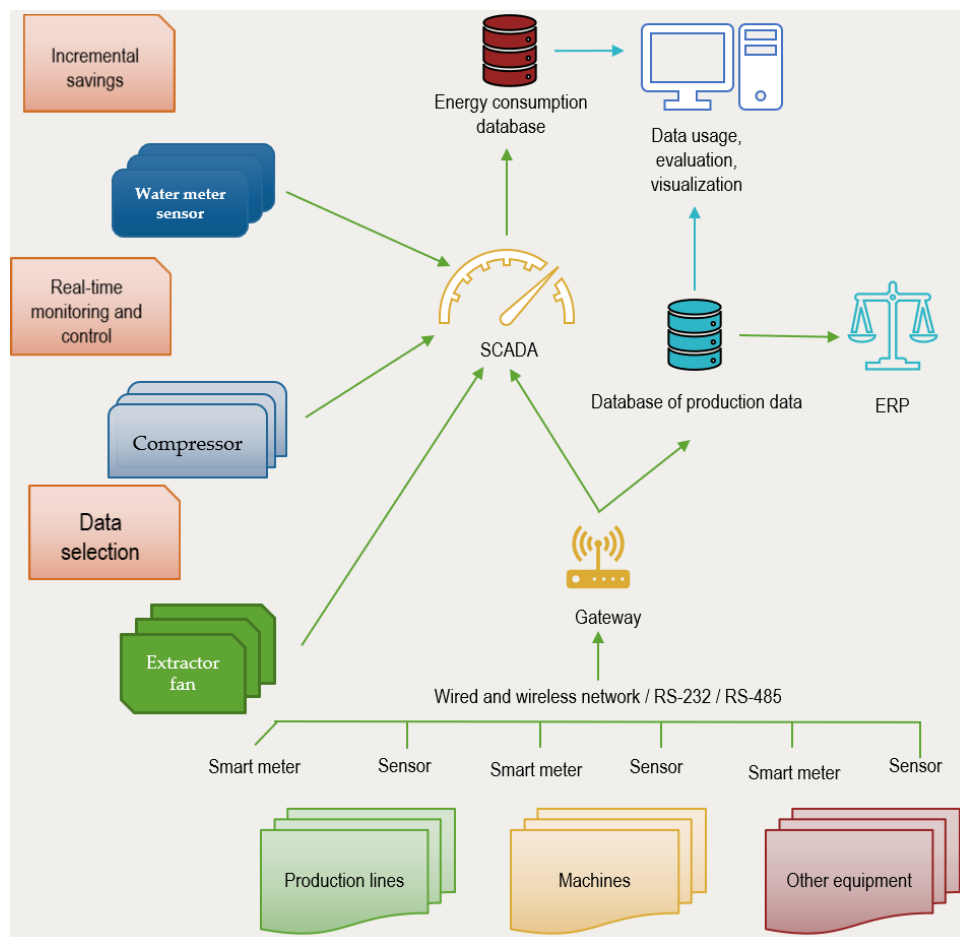 Incremental
savings
Energy consumption
database
Data usage,
evaluation,
visualization
Water meter
sensor
Real-time
monitoring and
control
SCADA
Database of production data
ERP
Compressor
Data
selection
Gateway
Extractor
fan
Wired and wireless network / RS-232 / RS-485
Smart meter
Sensor
Smart meter
Sensor
Smart meter
Sensor
Production lines
Machines
Other equipment